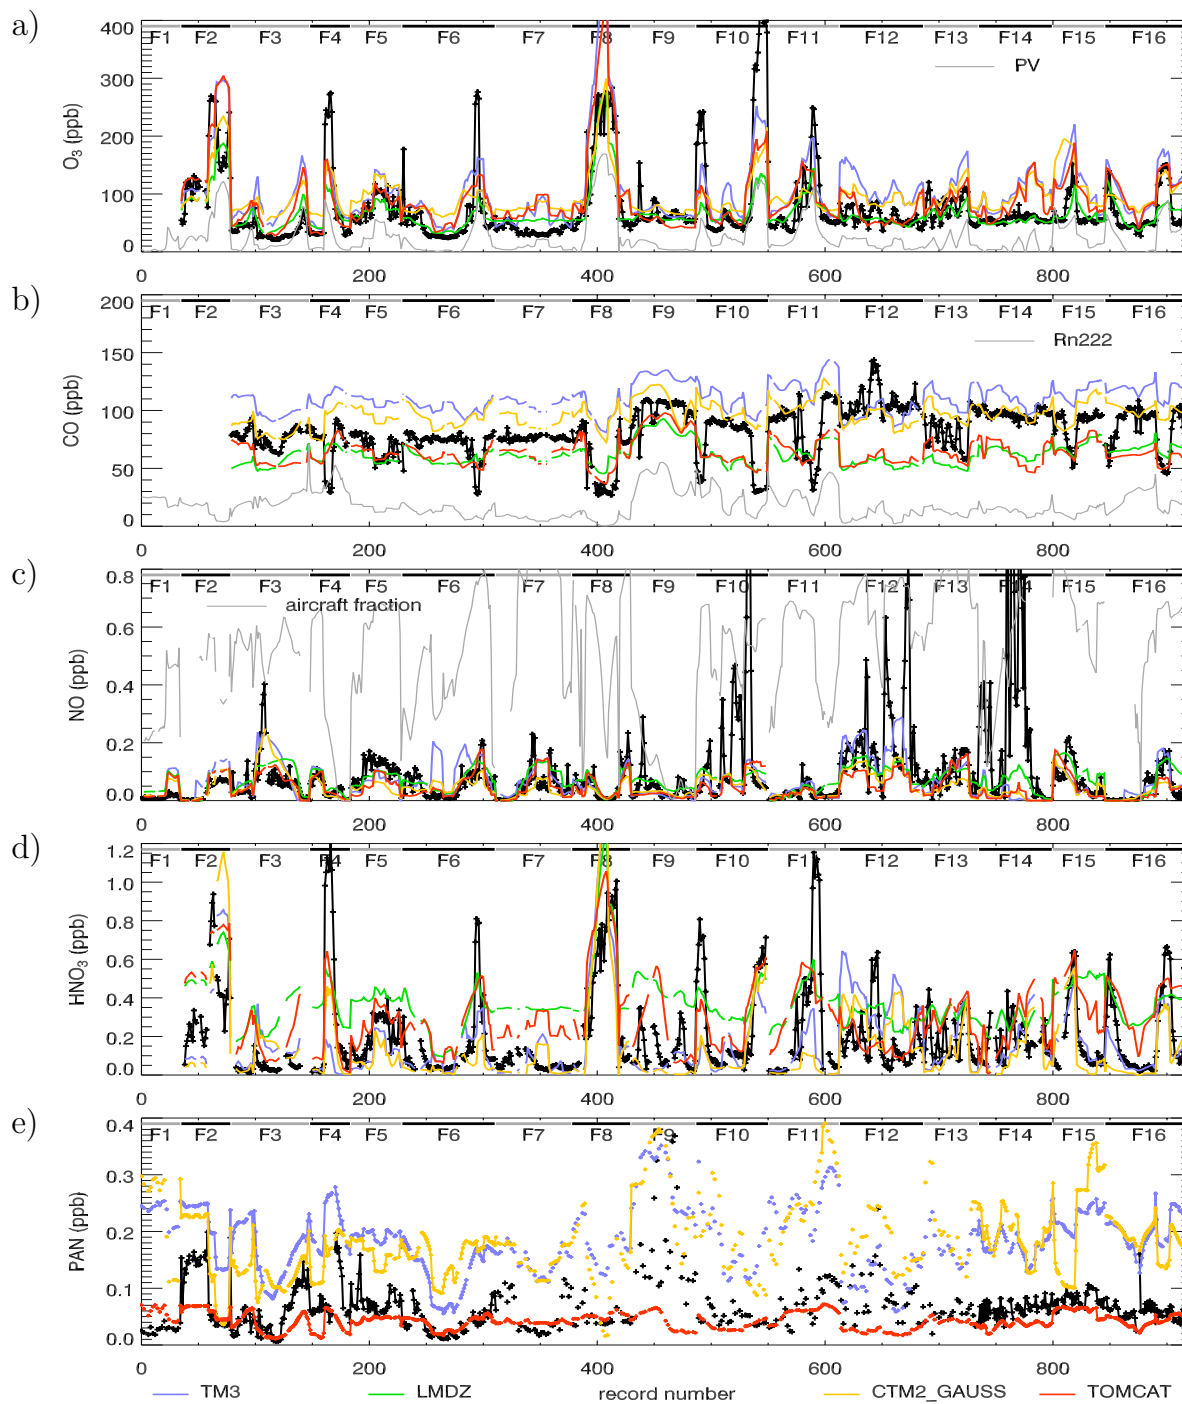 a)
400
300
200
100
0
O₃ (ppb)
F1 F2 F3 F4 F5 F6 F7 F8 F9 F10 F11 F12 F13 F14 F15 F16
PV
0 200 400 600 800
b)
200
150
100
50
0
CO (ppb)
F1 F2 F3 F4 F5 F6 F7 F8 F9 F10 F11 F12 F13 F14 F15 F16
Rn222
0 200 400 600 800
c)
0.8
0.6
0.4
0.2
0.0
NO (ppb)
F1 F2 F3 F4 F5 F6 F7 F8 F9 F10 F11 F12 F13 F14 F15 F16
aircraft fraction
0 200 400 600 800
d)
1.2
1.0
0.8
0.6
0.4
0.2
0.0
HNO₃ (ppb)
F1 F2 F3 F4 F5 F6 F7 F8 F9 F10 F11 F12 F13 F14 F15 F16
0 200 400 600 800
e)
0.4
0.3
0.2
0.1
0.0
PAN (ppb)
F1 F2 F3 F4 F5 F6 F7 F8 F9 F10 F11 F12 F13 F14 F15 F16
0 200 400 600 800
TM3 LMDZ record number CTM2_GAUSS TOMCAT